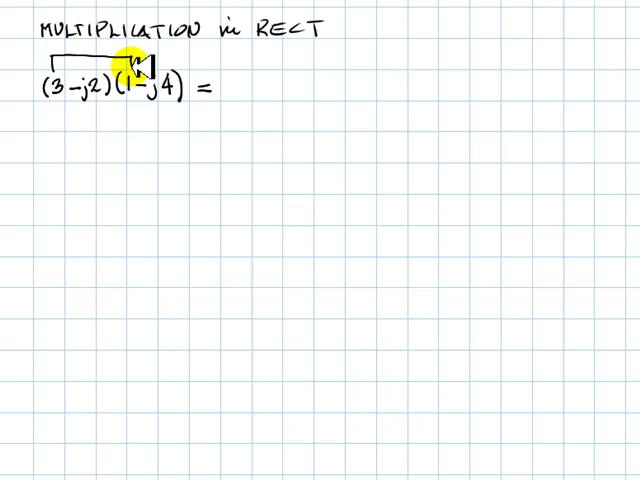 MULTIPLICATION in RECT
(3-j2)(1-j4) =